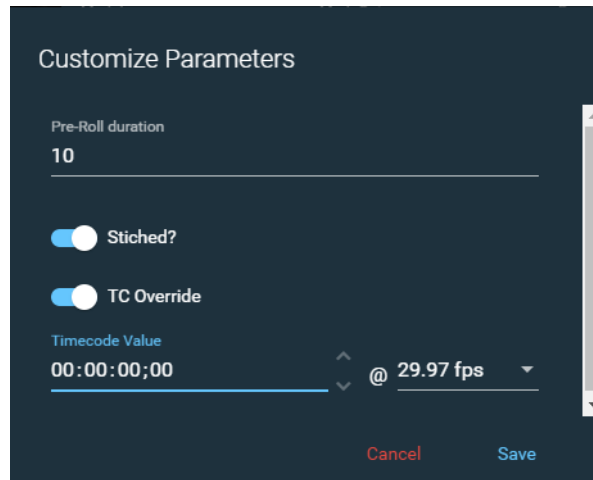 Customize Parameters
Pre-Roll duration
10
Stiched?
TC Override
Timecode Value
00:00:00;00 @ 29.97 fps
Cancel Save